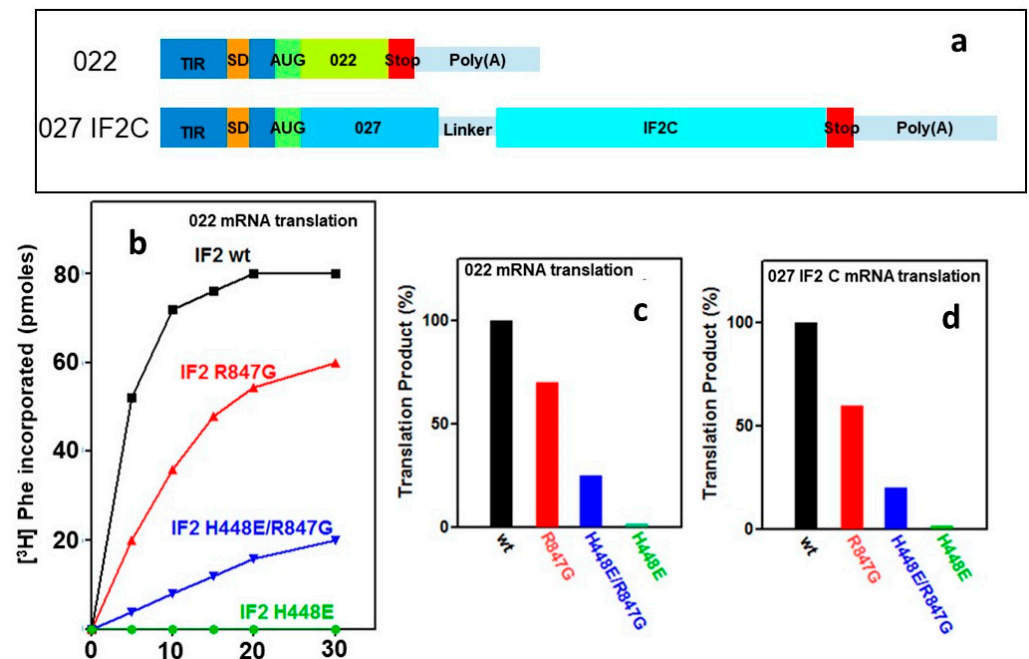 a
022
TIR
SD
AUG
022
Stop
Poly(A)
027 IF2C
TIR
SD
AUG
027
Linker
IF2C
Stop
Poly(A)
b
022 mRNA translation
[³H] Phe incorporated (pmoles)
80
60
40
20
0
10
20
30
IF2 wt
IF2 R847G
IF2 H448E/R847G
IF2 H448E
022 mRNA translation
c
Translation Product (%)
100
50
0
wt
R847G
H448E/R847G
H448E
027 IF2 C mRNA translation
d
Translation Product (%)
100
50
0
wt
R847G
H448E/R847G
H448E